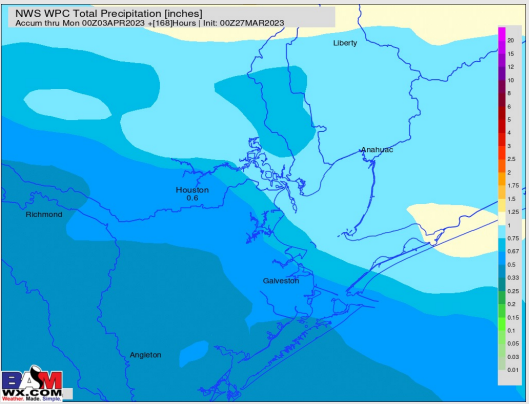 NWS WPC Total Precipitation [inches]
Accum thru Mon 00Z03APR2023 +[168]Hours | Init: 00Z27MAR2023
Liberty
Anahuac
Houston
0.6
Richmond
Galveston
Angleton
20
15
12
10
8
6
5
4
3
2.5
2
1.75
1.5
1.25
1
0.75
0.67
0.5
0.33
0.25
0.2
0.15
0.1
0.05
0.03
0.01
BAM
WX.COM
Weather. Made. Simple.